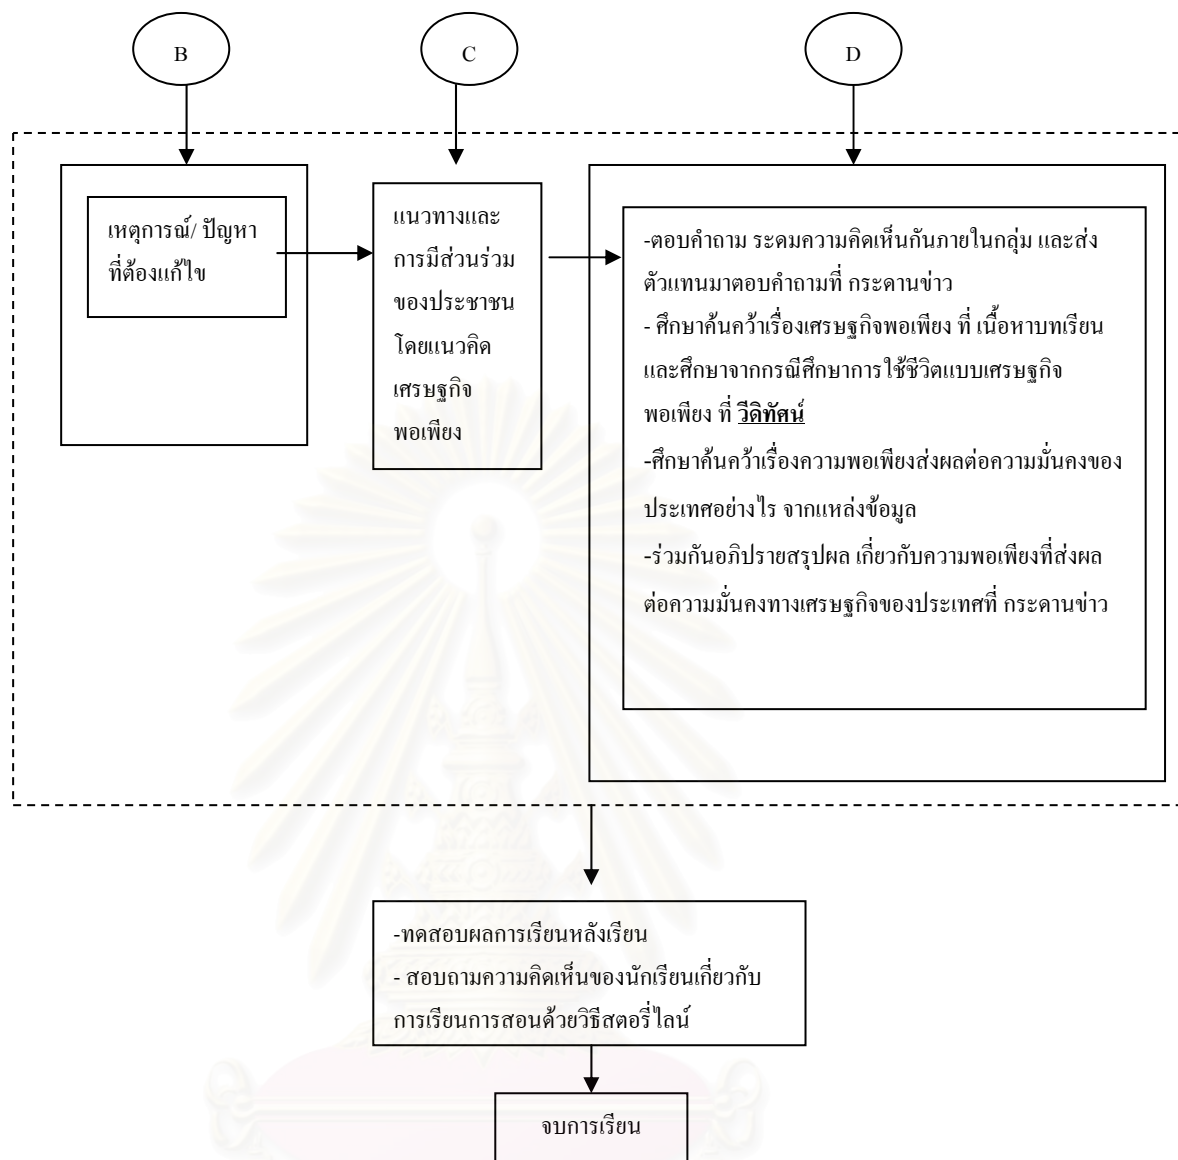 B
C
D
เหตุการณ์/ ปัญหา
ที่ต้องแก้ไข
แนวทางและ
การมีส่วนร่วม
ของประชาชน
โดยแนวคิด
เศรษฐกิจ
พอเพียง
-ตอบคำถาม ระดมความคิดเห็นกันภายในกลุ่ม และส่ง
ตัวแทนมาตอบคำถามที่ กระดานข่าว
- ศึกษาค้นคว้าเรื่องเศรษฐกิจพอเพียง ที่ เนื้อหาบทเรียน
และศึกษาจากกรณีศึกษาการใช้ชีวิตแบบเศรษฐกิจ
พอเพียง ที่ วีดิทัศน์
-ศึกษาค้นคว้าเรื่องความพอเพียงส่งผลต่อความมั่นคงของ
ประเทศอย่างไร จากแหล่งข้อมูล
-ร่วมกันอภิปรายสรุปผล เกี่ยวกับความพอเพียงที่ส่งผล
ต่อความมั่นคงทางเศรษฐกิจของประเทศที่ กระดานข่าว
-ทดสอบผลการเรียนหลังเรียน
- สอบถามความคิดเห็นของนักเรียนเกี่ยวกับ
การเรียนการสอนด้วยวิธีสตอรี่ไลน์
จบการเรียน